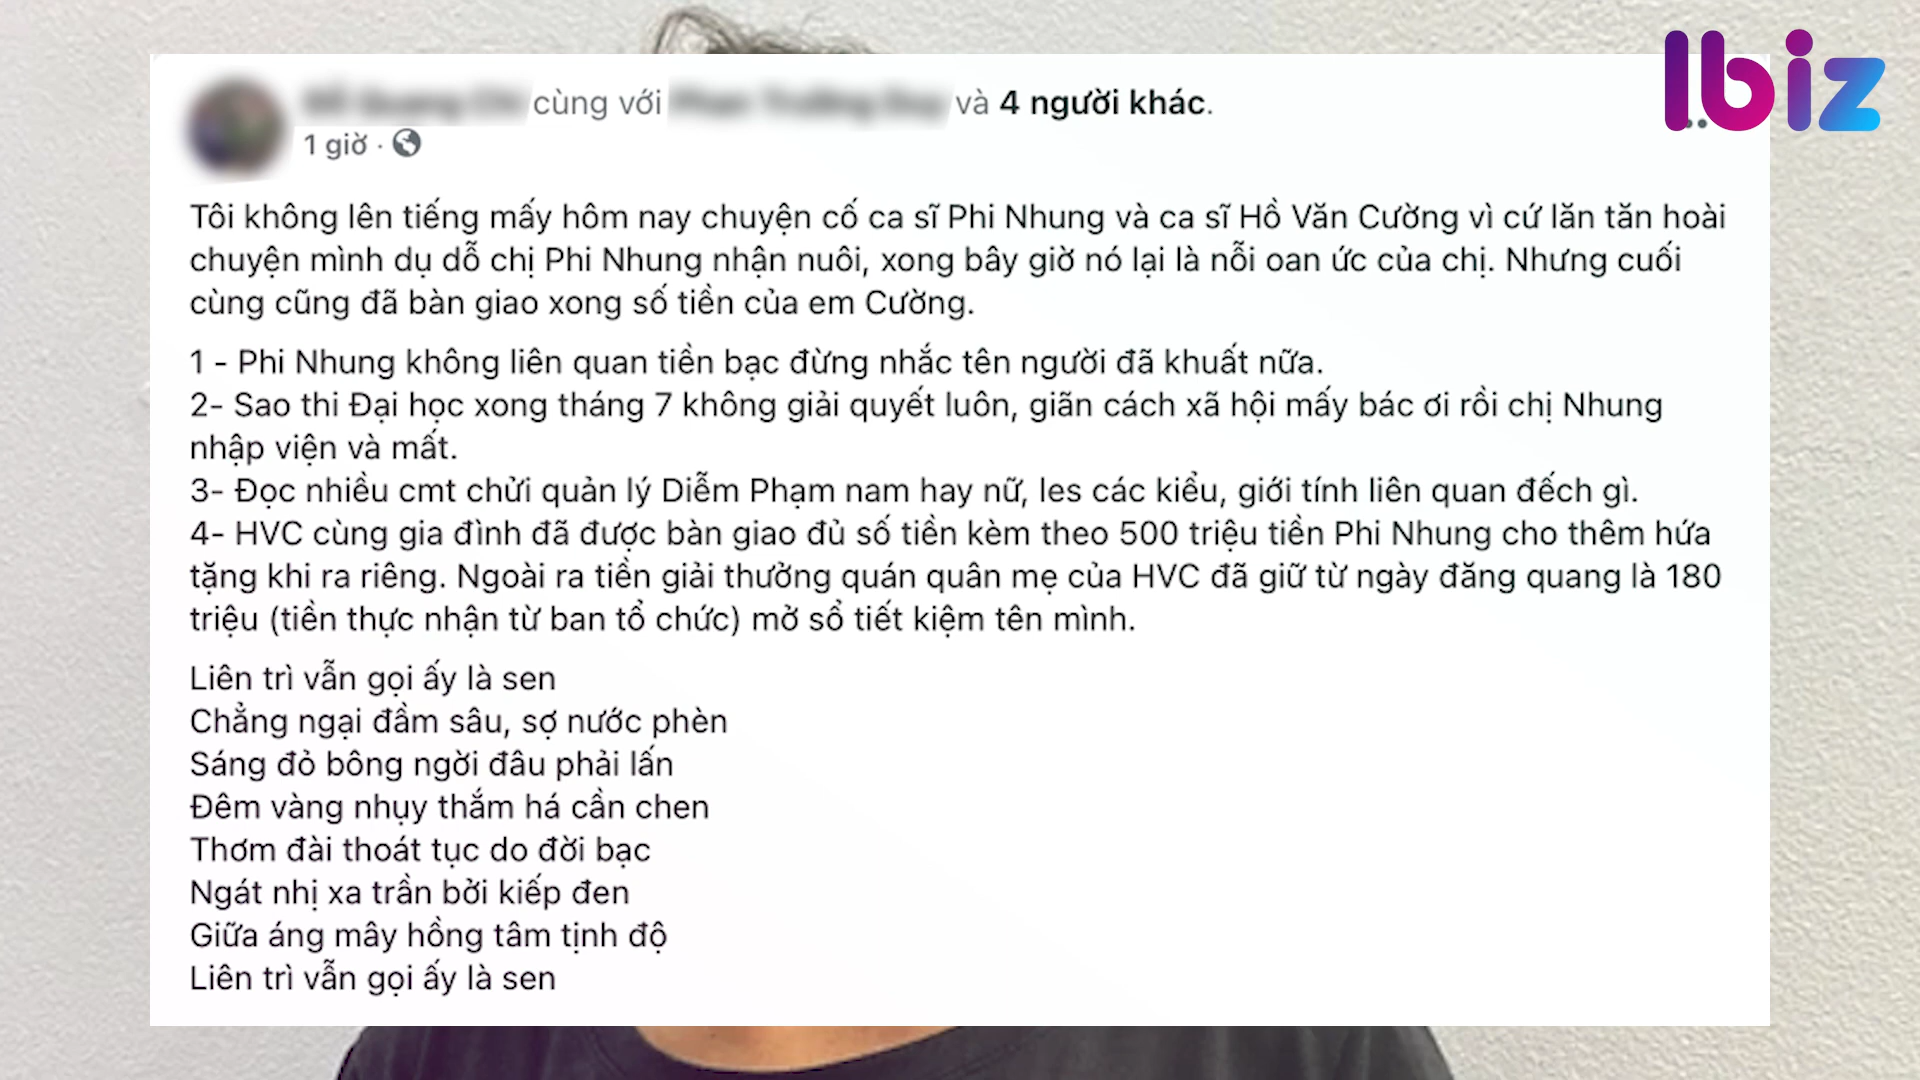 cùng với và 4 người khác.
1 giờ ·
Ibiz
Tôi không lên tiếng mấy hôm nay chuyện cố ca sĩ Phi Nhung và ca sĩ Hồ Văn Cường vì cứ lăn tăn hoài
chuyện mình dụ dỗ chị Phi Nhung nhận nuôi, xong bây giờ nó lại là nỗi oan ức của chị. Nhưng cuối
cùng cũng đã bàn giao xong số tiền của em Cường.
1 - Phi Nhung không liên quan tiền bạc đừng nhắc tên người đã khuất nữa.
2- Sao thi Đại học xong tháng 7 không giải quyết luôn, giãn cách xã hội mấy bác ơi rồi chị Nhung
nhập viện và mất.
3- Đọc nhiều cmt chửi quản lý Diễm Phạm nam hay nữ, les các kiểu, giới tính liên quan đếch gì.
4- HVC cùng gia đình đã được bàn giao đủ số tiền kèm theo 500 triệu tiền Phi Nhung cho thêm hứa
tặng khi ra riêng. Ngoài ra tiền giải thưởng quán quân mẹ của HVC đã giữ từ ngày đăng quang là 180
triệu (tiền thực nhận từ ban tổ chức) mở sổ tiết kiệm tên mình.
Liên trì vẫn gọi ấy là sen
Chẳng ngại đầm sâu, sợ nước phèn
Sáng đỏ bông ngời đâu phải lấn
Đêm vàng nhụy thắm há cần chen
Thơm đài thoát tục do đời bạc
Ngát nhị xa trần bởi kiếp đen
Giữa áng mây hồng tâm tịnh độ
Liên trì vẫn gọi ấy là sen